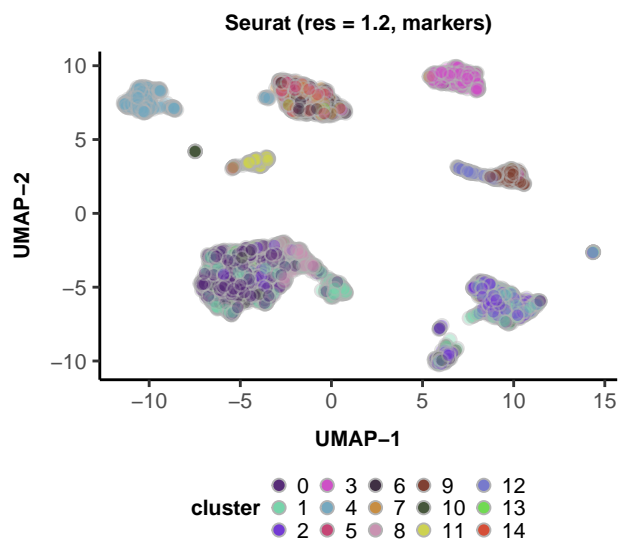 Seurat (res = 1.2, markers)
10
5
0
−5
−10
UMAP−2
−10 −5 0 5 10 15
UMAP−1
0 3 6 9 12
cluster 1 4 7 10 13
2 5 8 11 14